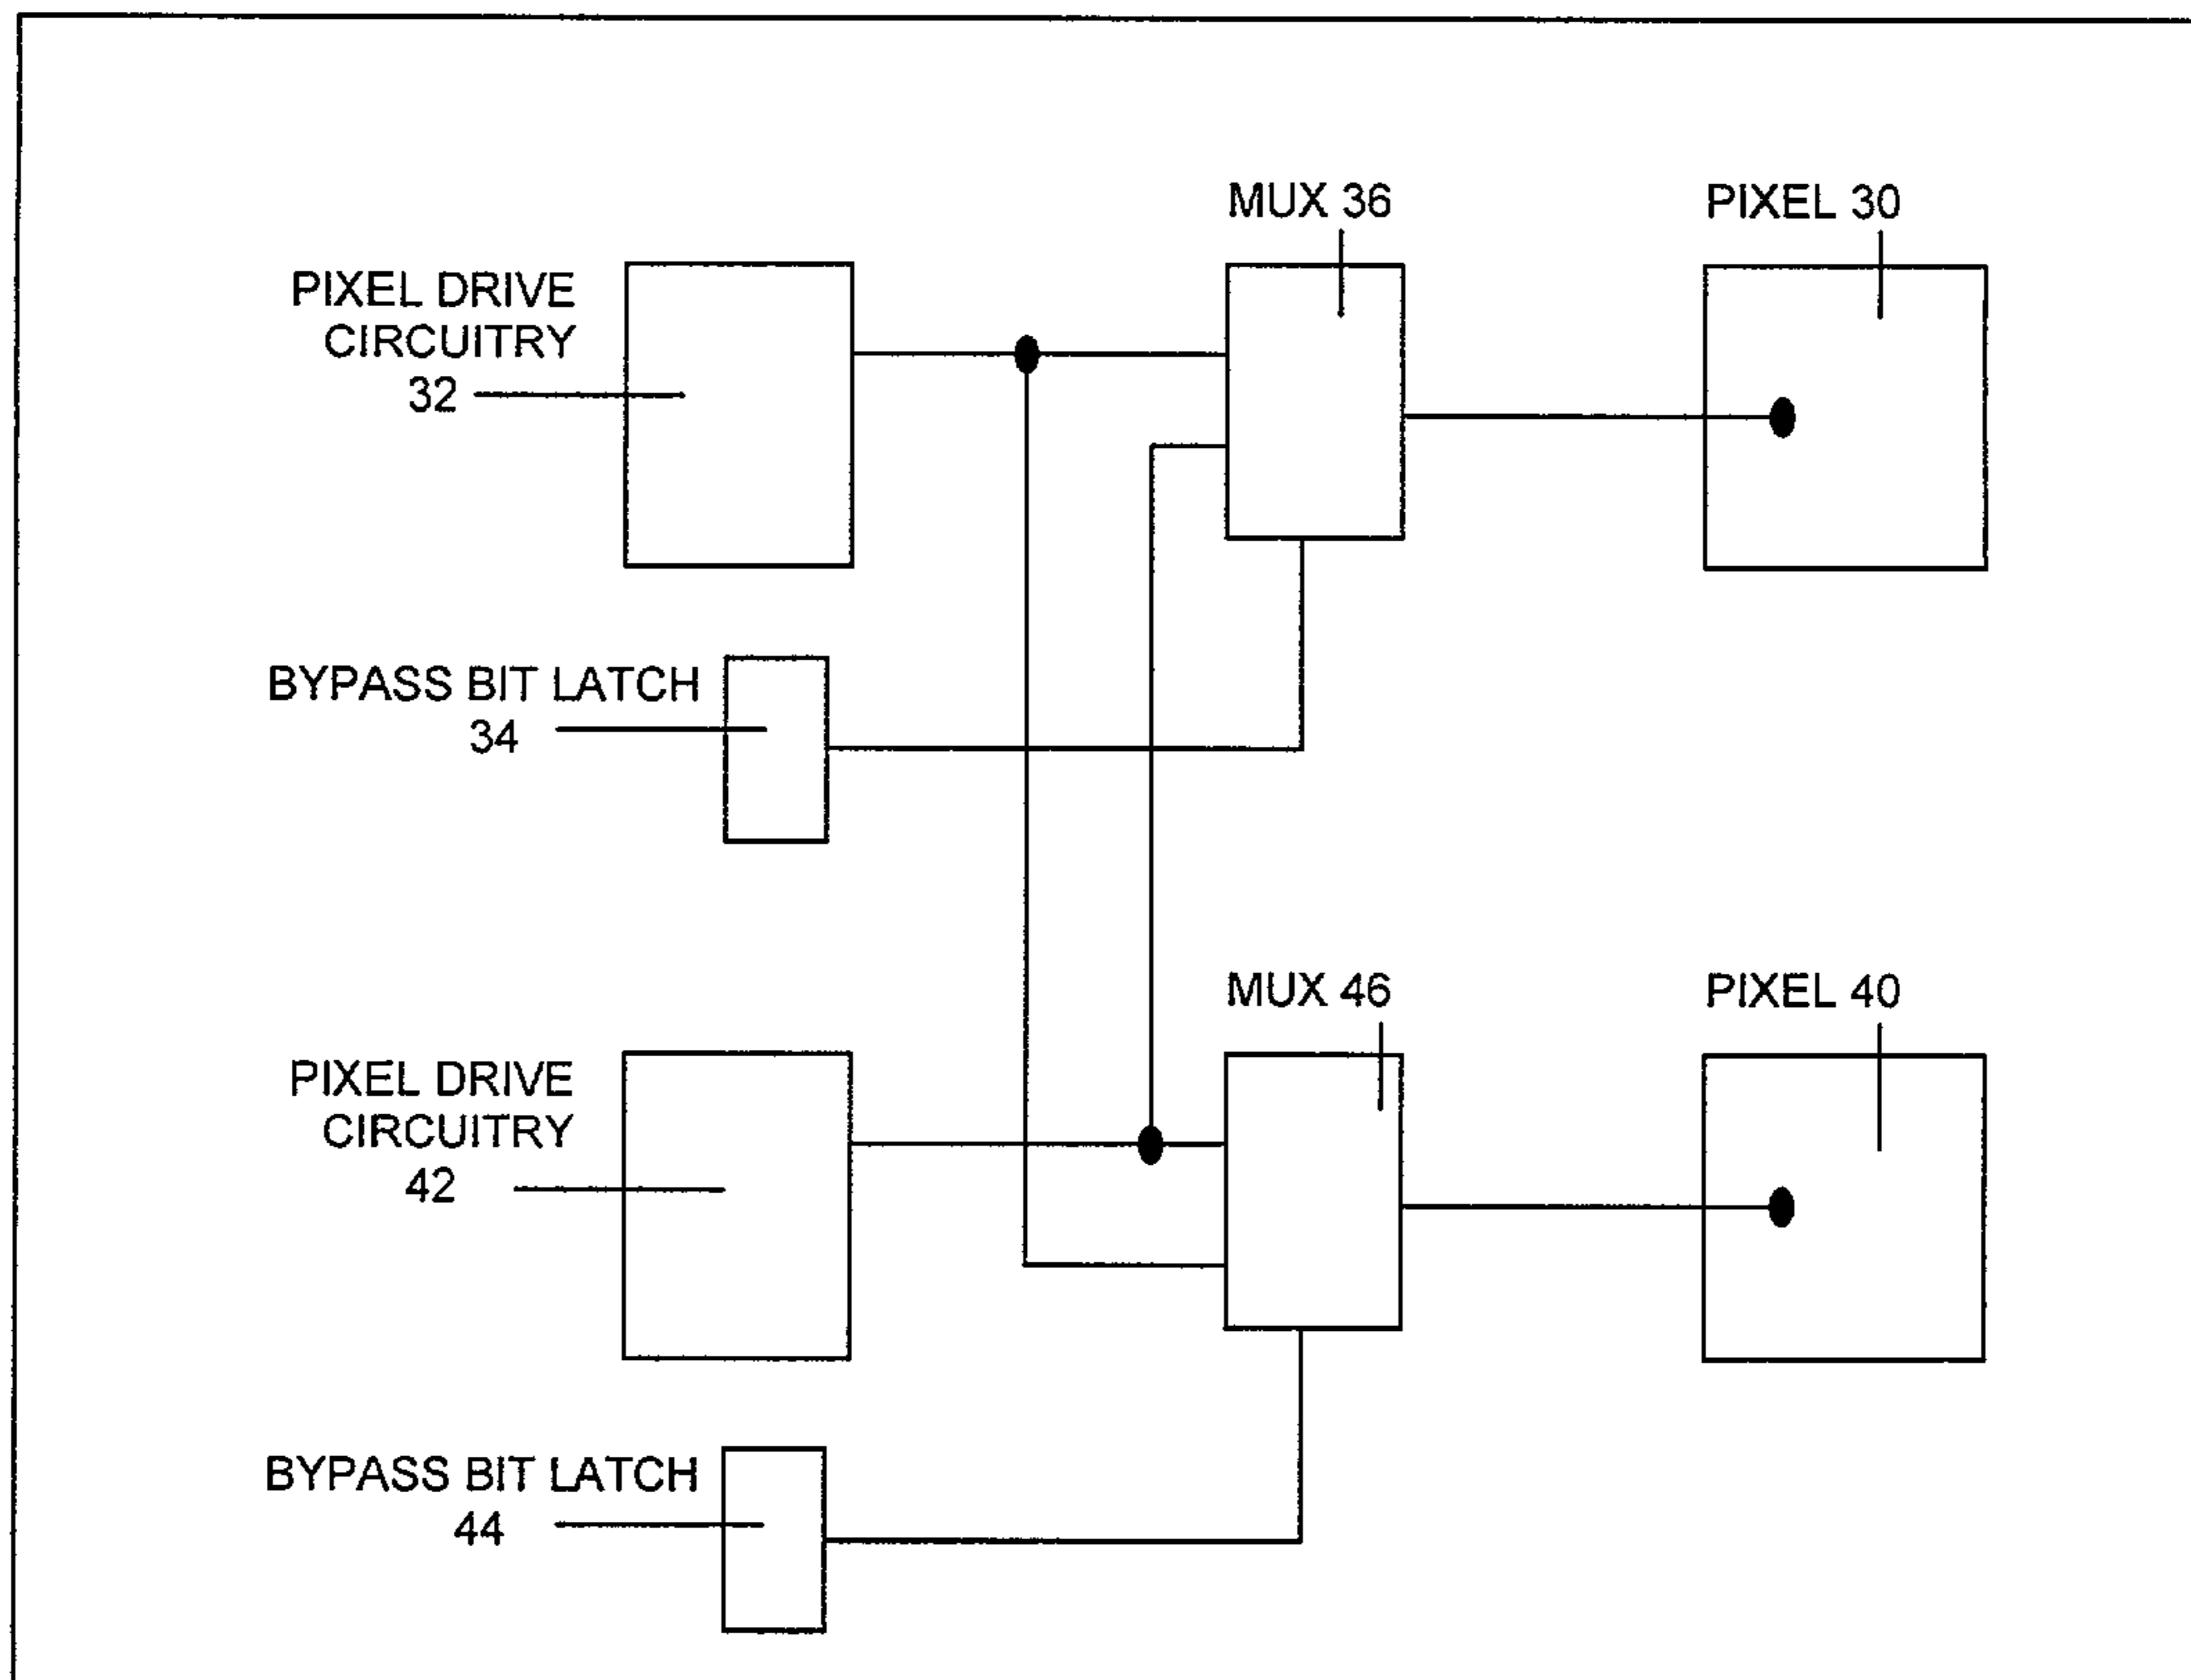 MUX 36
PIXEL 30
PIXEL DRIVE
CIRCUITRY
32
BYPASS BIT LATCH
34
MUX 46
PIXEL 40
PIXEL DRIVE
CIRCUITRY
42
BYPASS BIT LATCH
44